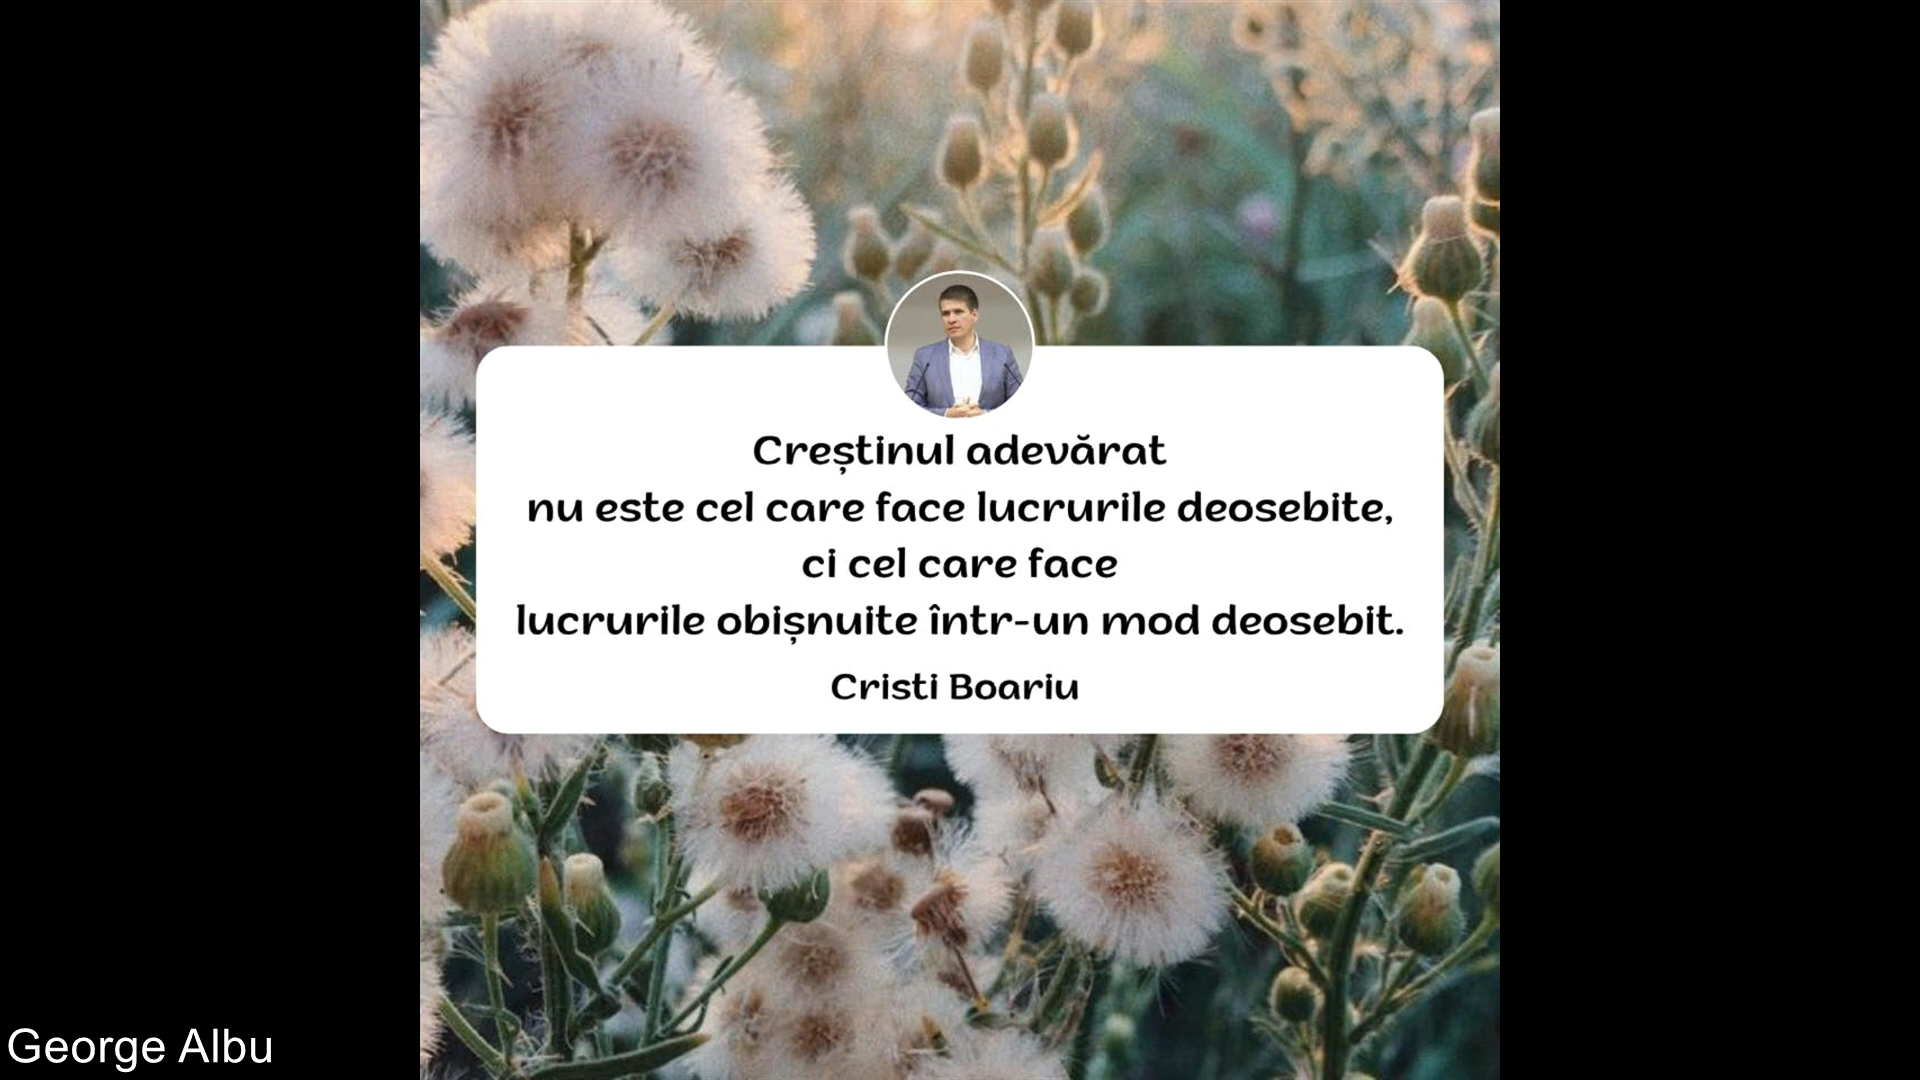 Creștinul adevărat
nu este cel care face lucrurile deosebite,
ci cel care face
lucrurile obișnuite într-un mod deosebit.
Cristi Boariu
George Albu